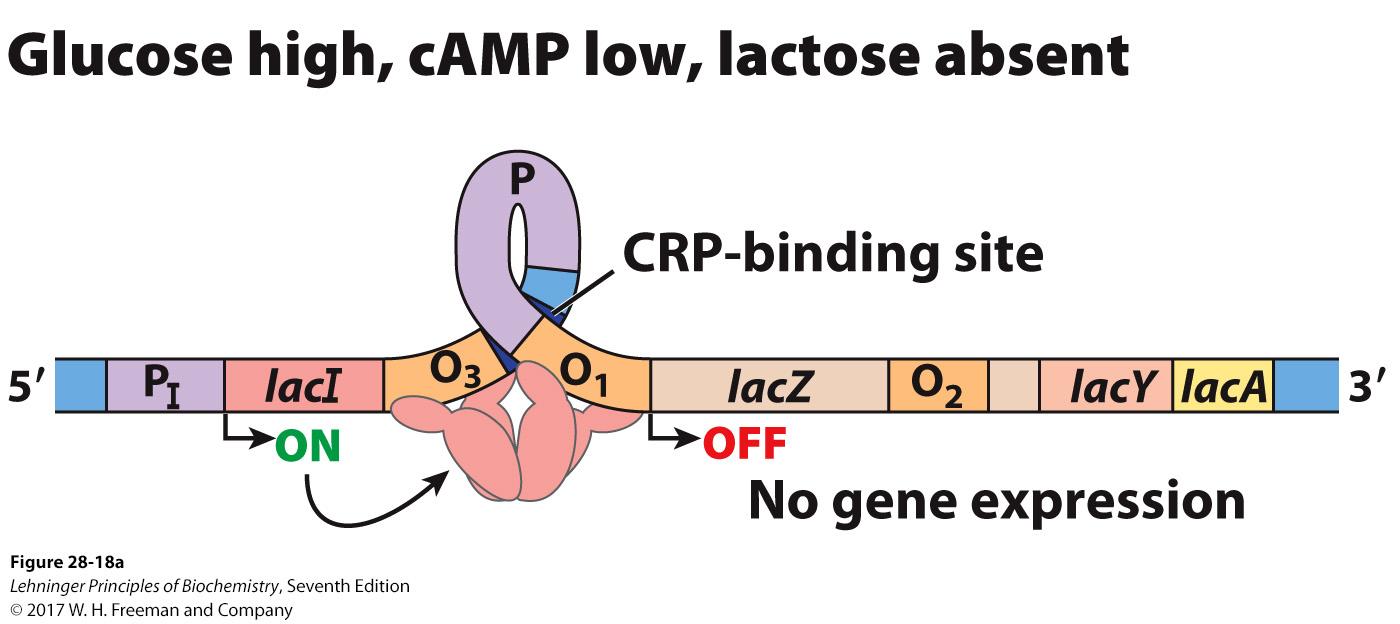 Glucose high, cAMP low, lactose absent
P
CRP-binding site
5′
P_I
lacI
O₃
O₁
lacZ
O₂
lacY
lacA
3′
ON
OFF
No gene expression
Figure 28-18a
Lehninger Principles of Biochemistry, Seventh Edition
© 2017 W. H. Freeman and Company